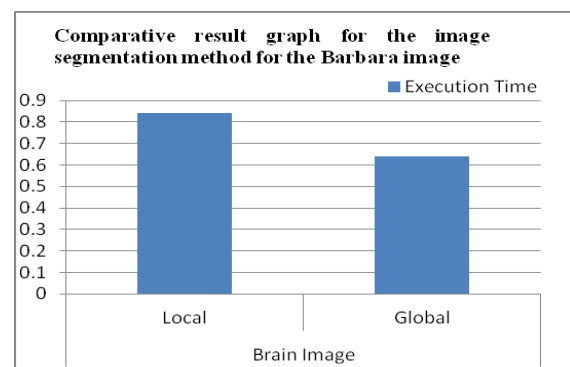 Comparative result graph for the image
segmentation method for the Barbara image
Execution Time
0.9
0.8
0.7
0.6
0.5
0.4
0.3
0.2
0.1
0
Local Global
Brain Image